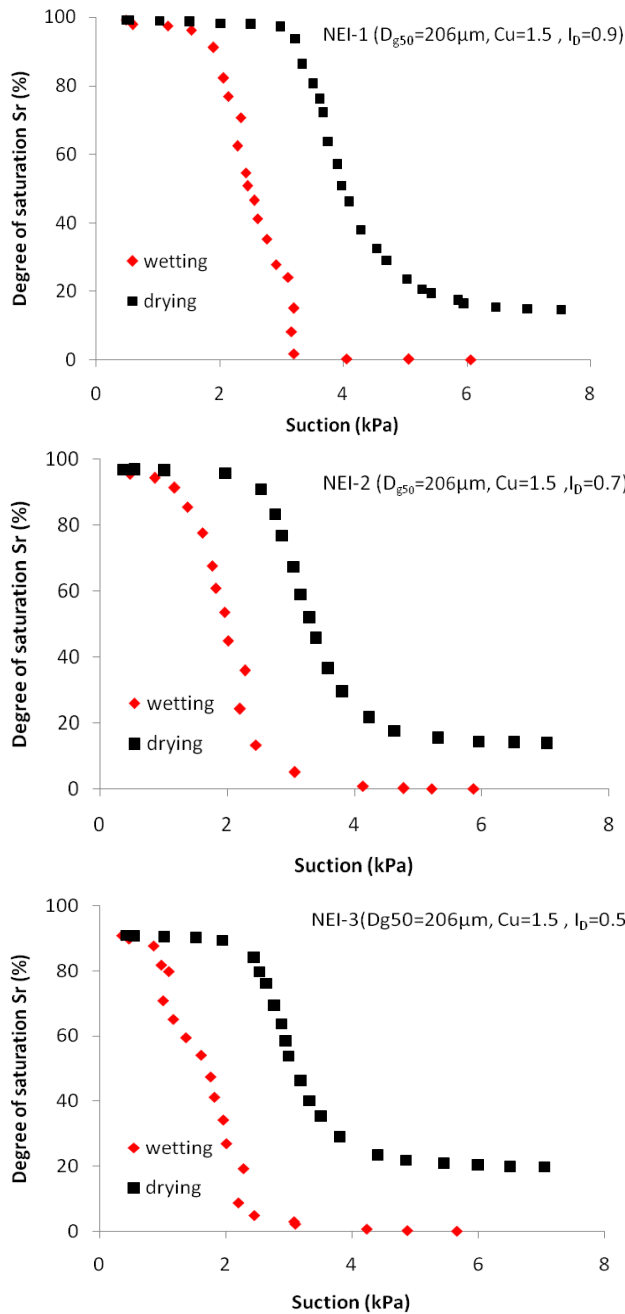 NEI-1 (Dg50=206µm, Cu=1.5 , ID=0.9)
Degree of saturation Sr (%)
100
80
60
40
20
0
wetting
drying
0 2 4 6 8
Suction (kPa)
NEI-2 (Dg50=206µm, Cu=1.5 ,ID=0.7)
Degree of saturation Sr (%)
100
80
60
40
20
0
wetting
drying
0 2 4 6 8
Suction (kPa)
NEI-3(Dg50=206µm, Cu=1.5 , ID=0.5
Degree of saturation Sr (%)
100
80
60
40
20
0
wetting
drying
0 2 4 6 8
Suction (kPa)